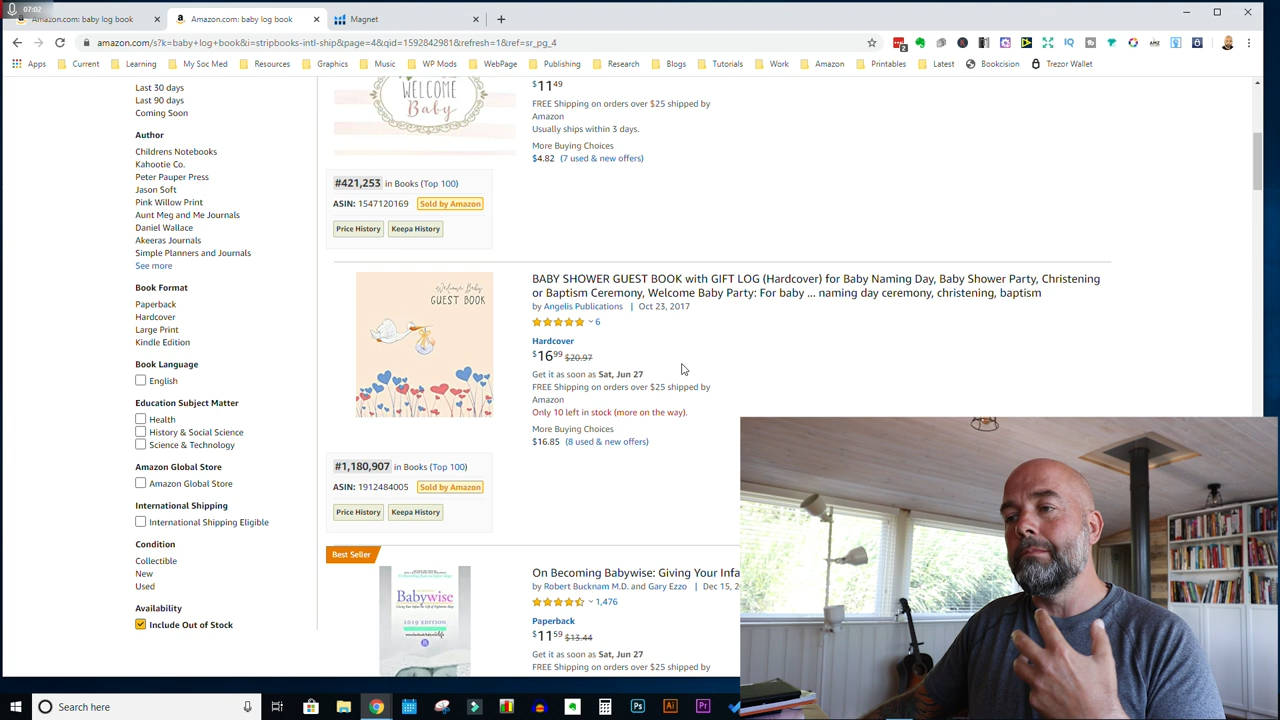 07:02
Amazon.com: baby log book
Amazon.com: baby log book
Magnet
amazon.com/s?k=baby+log+book&i=stripbooks-intl-ship&page=4&qid=1592842981&refresh=1&ref=sr_pg_4
Apps
Current
Learning
My Soc Med
Resources
Graphics
Music
WP Mods
WebPage
Publishing
Research
Blogs
Tutorials
Work
Amazon
Printables
Latest
Bookcision
Trezor Wallet
Last 30 days
Last 90 days
Coming Soon
Author
Childrens Notebooks
Kahootie Co.
Peter Pauper Press
Jason Soft
Pink Willow Print
Aunt Meg and Me Journals
Daniel Wallace
Akeeras Journals
Simple Planners and Journals
See more
Book Format
Paperback
Hardcover
Large Print
Kindle Edition
Book Language
English
Education Subject Matter
Health
History & Social Science
Science & Technology
Amazon Global Store
Amazon Global Store
International Shipping
International Shipping Eligible
Condition
Collectible
New
Used
Availability
Include Out of Stock
WELCOME
Baby
$11 49
FREE Shipping on orders over $25 shipped by
Amazon
Usually ships within 3 days.
More Buying Choices
$4.82 (7 used & new offers)
#421,253 in Books (Top 100)
ASIN: 1547120169 Sold by Amazon
Price History Keepa History
Welcome Baby
GUEST BOOK
BABY SHOWER GUEST BOOK with GIFT LOG (Hardcover) for Baby Naming Day, Baby Shower Party, Christening
or Baptism Ceremony, Welcome Baby Party: For baby ... naming day ceremony, christening, baptism
by Angelis Publications | Oct 23, 2017
6
Hardcover
$16 99 $20.97
Get it as soon as Sat, Jun 27
FREE Shipping on orders over $25 shipped by
Amazon
Only 10 left in stock (more on the way).
More Buying Choices
$16.85 (8 used & new offers)
#1,180,907 in Books (Top 100)
ASIN: 1912484005 Sold by Amazon
Price History Keepa History
Best Seller
Babywise
2019 EDITION
On Becoming Babywise: Giving Your Infa
by Robert Bucknam M.D. and Gary Ezzo | Dec 15, 2
1,476
Paperback
$11 59 $13.44
Get it as soon as Sat, Jun 27
FREE Shipping on orders over $25 shipped by
Search here
Ps
Ai
Pr